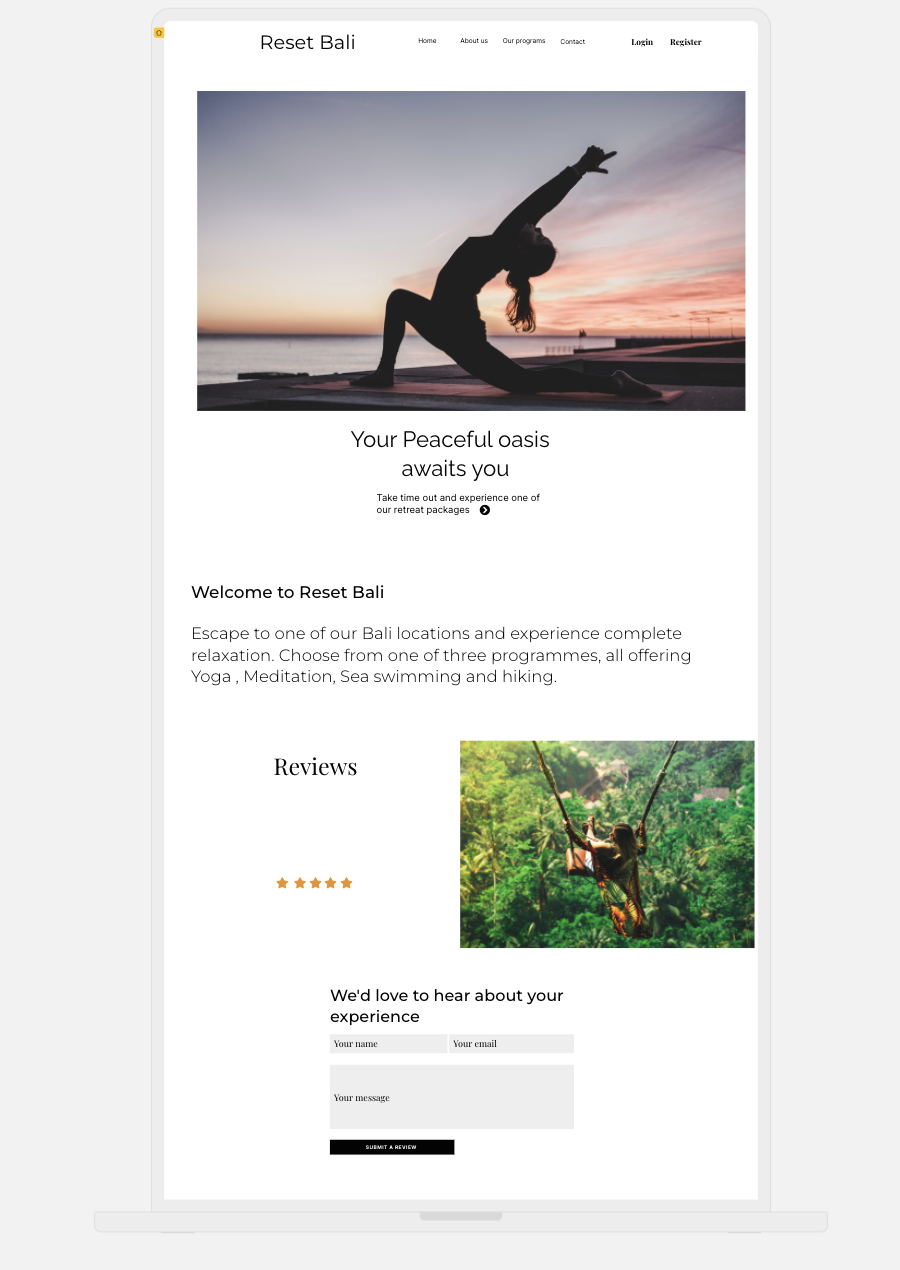 Reset Bali
Home
About us
Our programs
Contact
Login
Register
Your Peaceful oasis
awaits you
Take time out and experience one of
our retreat packages
Welcome to Reset Bali
Escape to one of our Bali locations and experience complete
relaxation. Choose from one of three programmes, all offering
Yoga , Meditation, Sea swimming and hiking.
Reviews
We'd love to hear about your
experience
Your name
Your email
Your message
SUBMIT A REVIEW